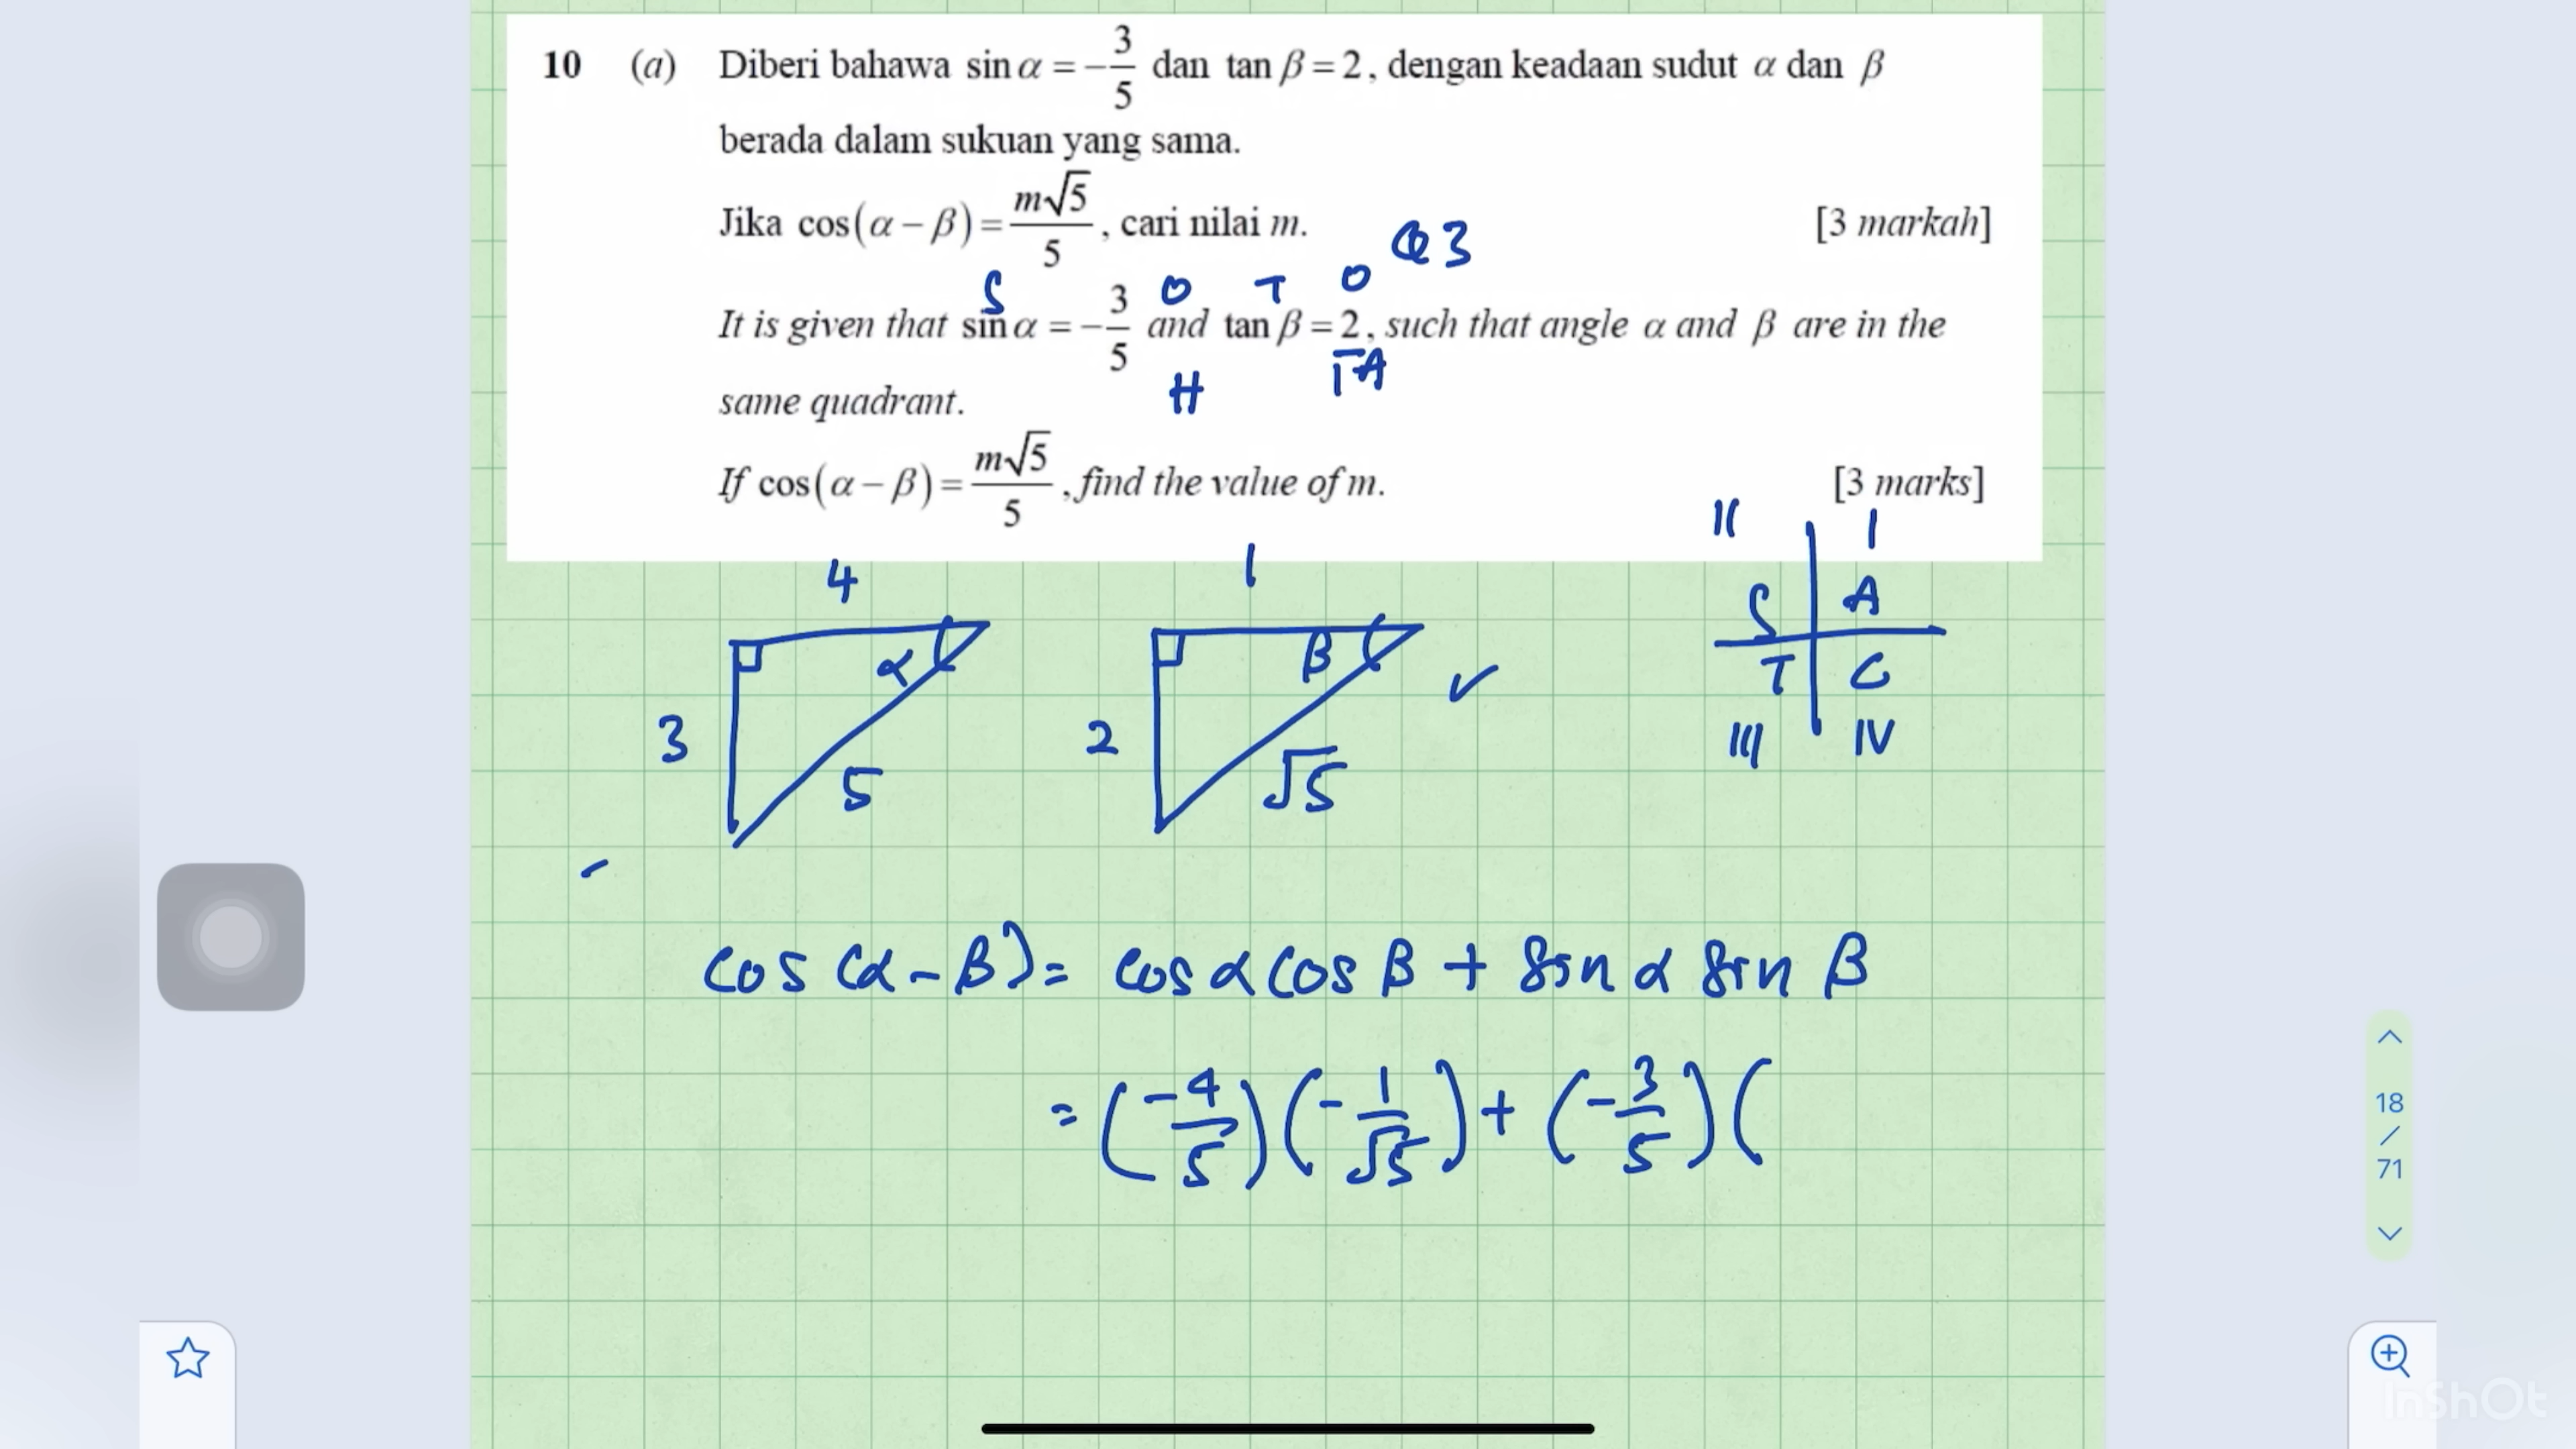 10 (a) Diberi bahawa sin α = −3/5 dan tan β = 2, dengan keadaan sudut α dan β
berada dalam sukuan yang sama.
Jika cos(α − β) = m√5/5, cari nilai m. [3 markah]
Q3
S O T O
It is given that sin α = −3/5 and tan β = 2, such that angle α and β are in the
H 1 A
same quadrant.
If cos(α − β) = m√5/5, find the value of m. [3 marks]
II I
4 1
S A
α β ✓
T C
3 2
III IV
5 √5
-
cos (α − β) = cos α cos β + sin α sin β
= (−4/5)(−1/√5) + (−3/5)(
18
/
71
InShOt